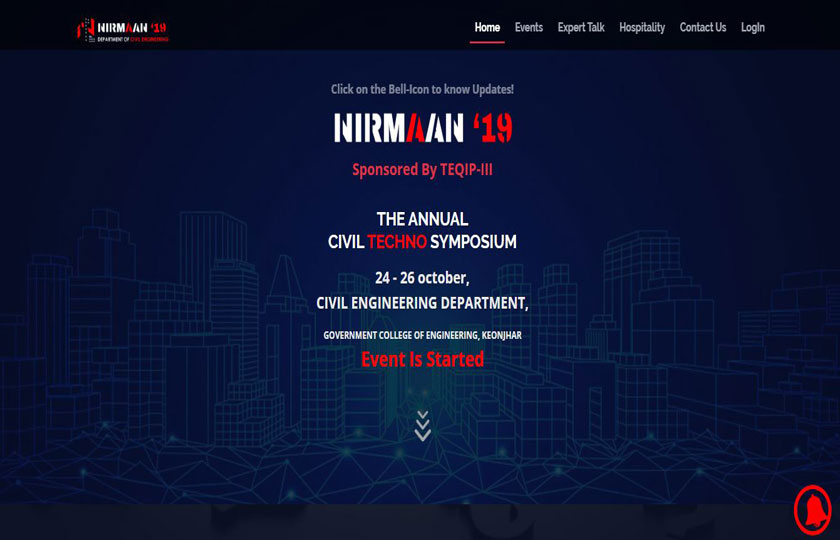 NIRMAAN '19
DEPARTMENT OF CIVIL ENGINEERING
Home Events Expert Talk Hospitality Contact Us LogIn
Click on the Bell-Icon to know Updates!
NIRMAAN '19
Sponsored By TEQIP-III
THE ANNUAL
CIVIL TECHNO SYMPOSIUM
24 - 26 october,
CIVIL ENGINEERING DEPARTMENT,
GOVERNMENT COLLEGE OF ENGINEERING, KEONJHAR
Event Is Started